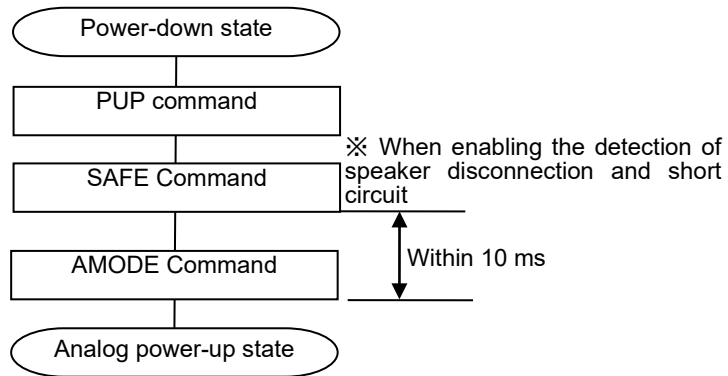 Power-down state
PUP command
※ When enabling the detection of
speaker disconnection and short
circuit
SAFE Command
Within 10 ms
AMODE Command
Analog power-up state